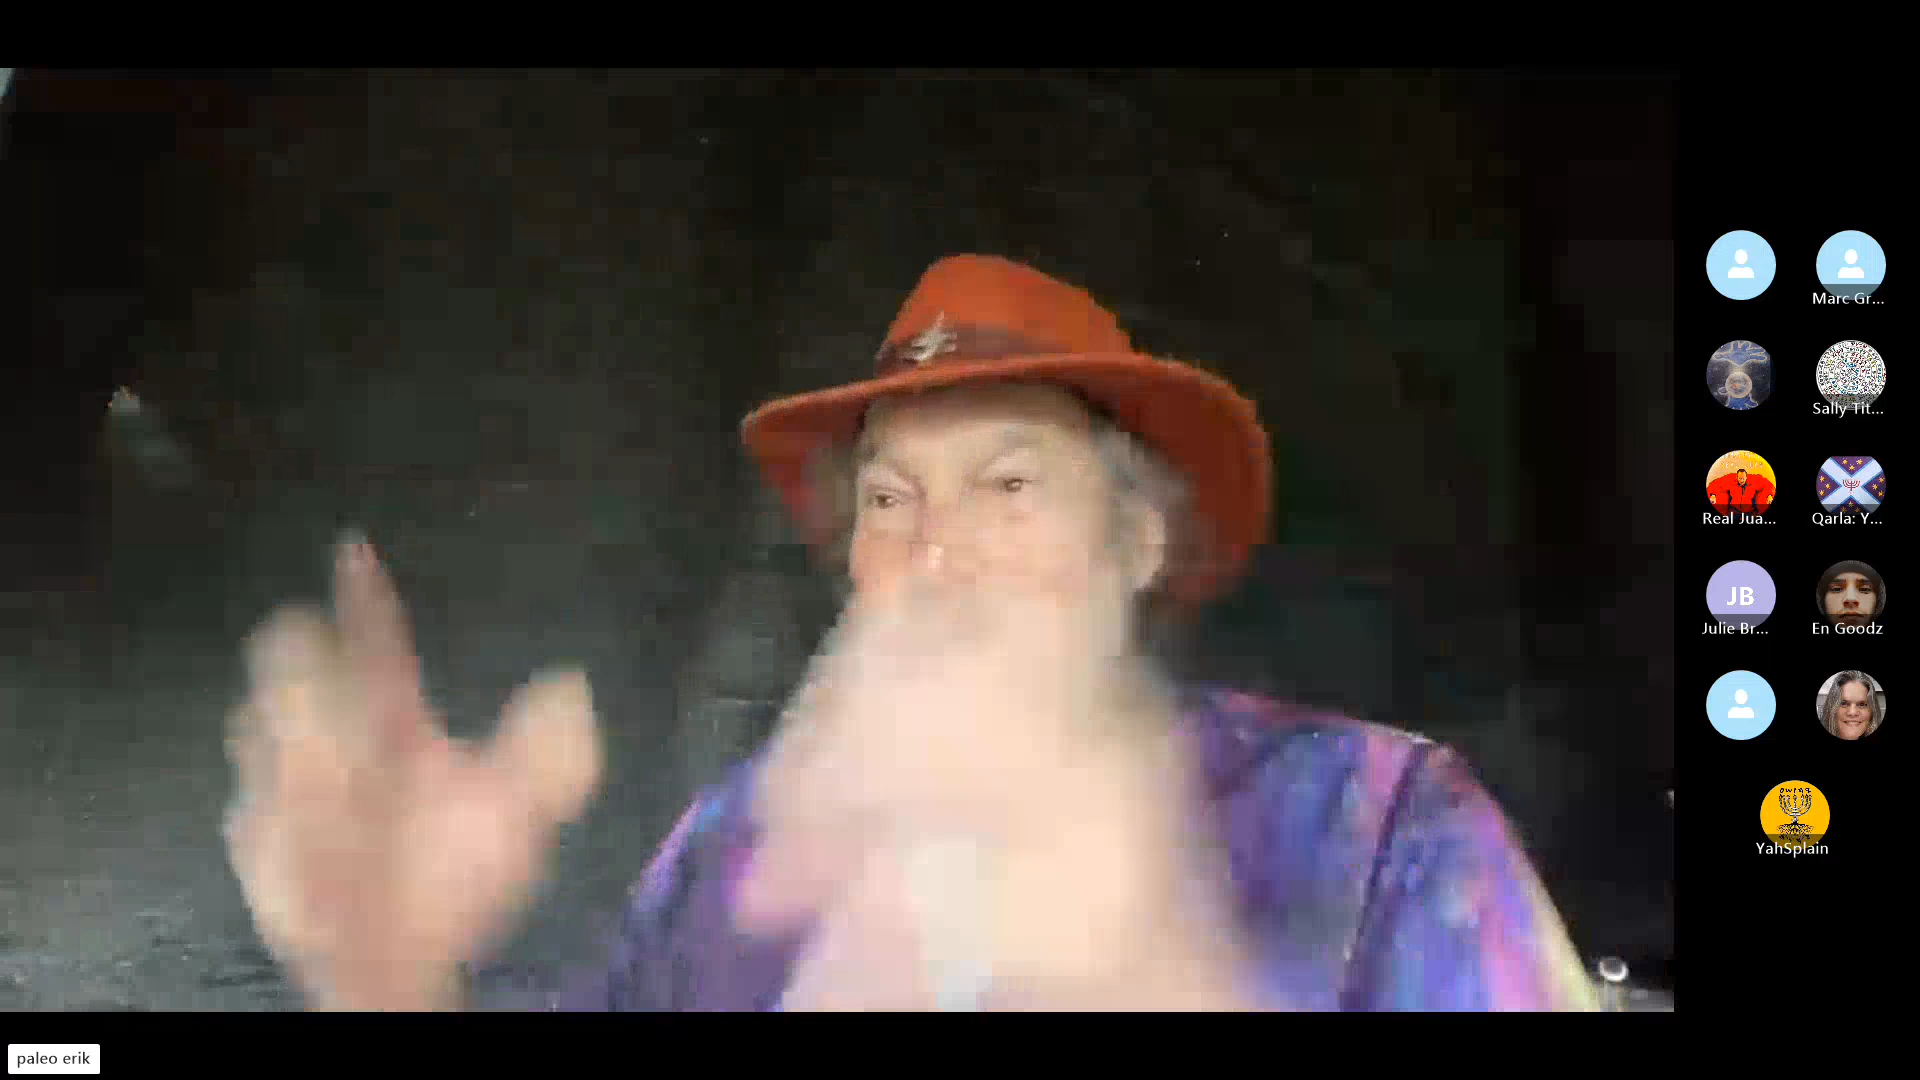 Marc Gr...
Sally Tit...
Real Jua...
Qarla: Y...
JB
Julie Br...
En Goodz
YahSplain
paleo erik